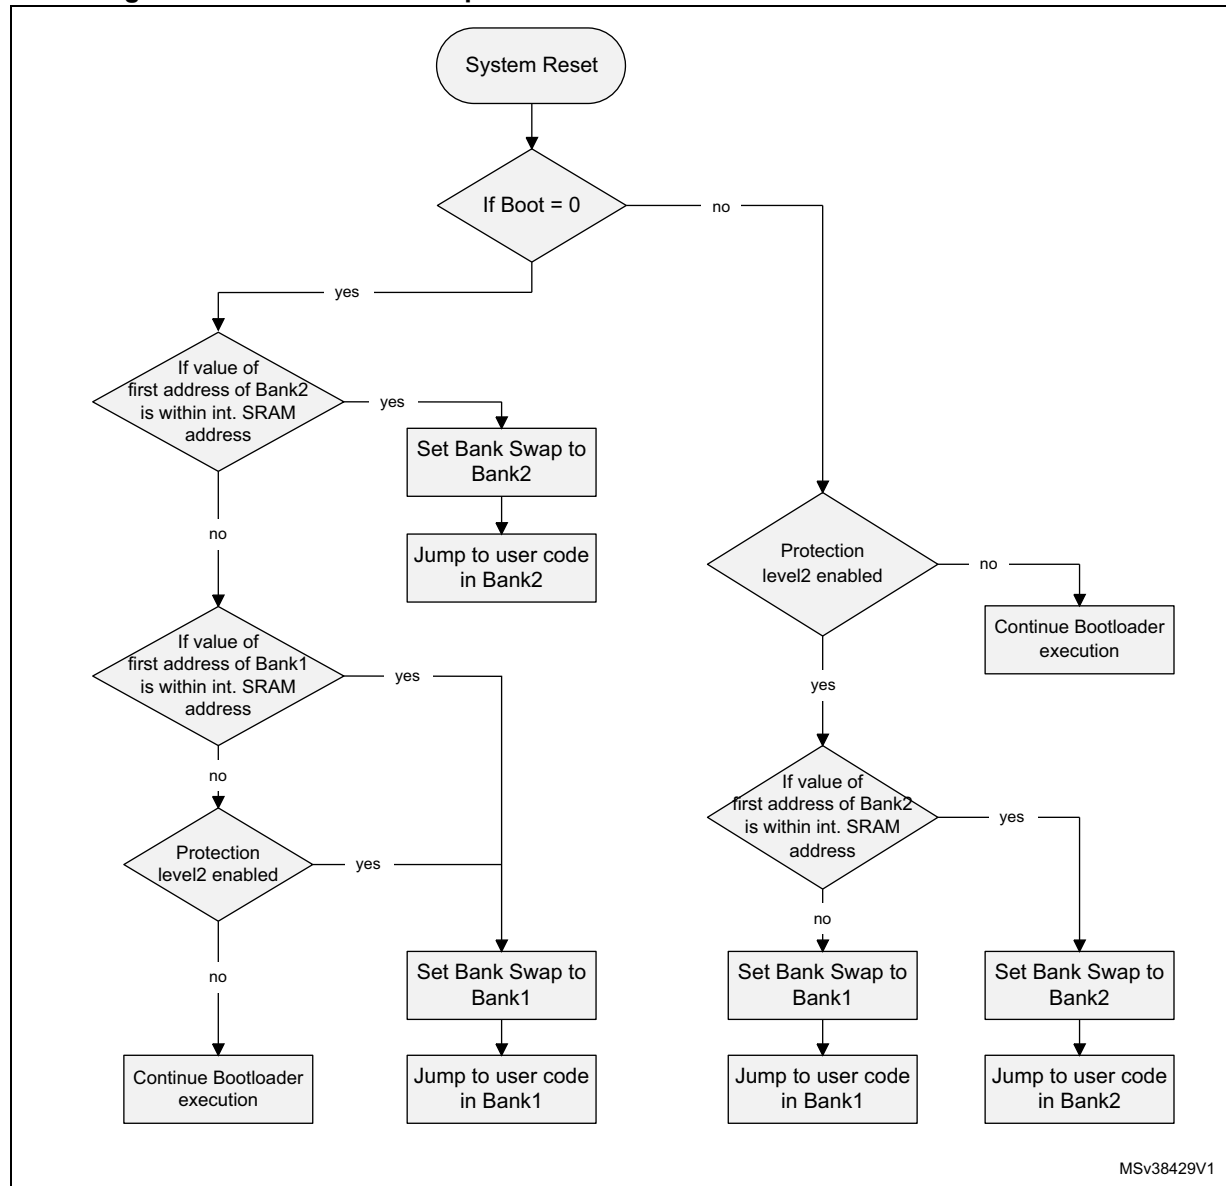 System Reset
If Boot = 0
no
yes
If value of
first address of Bank2
is within int. SRAM
address
yes
Set Bank Swap to
Bank2
Jump to user code
in Bank2
no
If value of
first address of Bank1
is within int. SRAM
address
yes
no
Protection
level2 enabled
yes
no
Continue Bootloader
execution
Set Bank Swap to
Bank1
Jump to user code
in Bank1
Protection
level2 enabled
no
Continue Bootloader
execution
yes
If value of
first address of Bank2
is within int. SRAM
address
yes
no
Set Bank Swap to
Bank1
Jump to user code
in Bank1
Set Bank Swap to
Bank2
Jump to user code
in Bank2
MSv38429V1